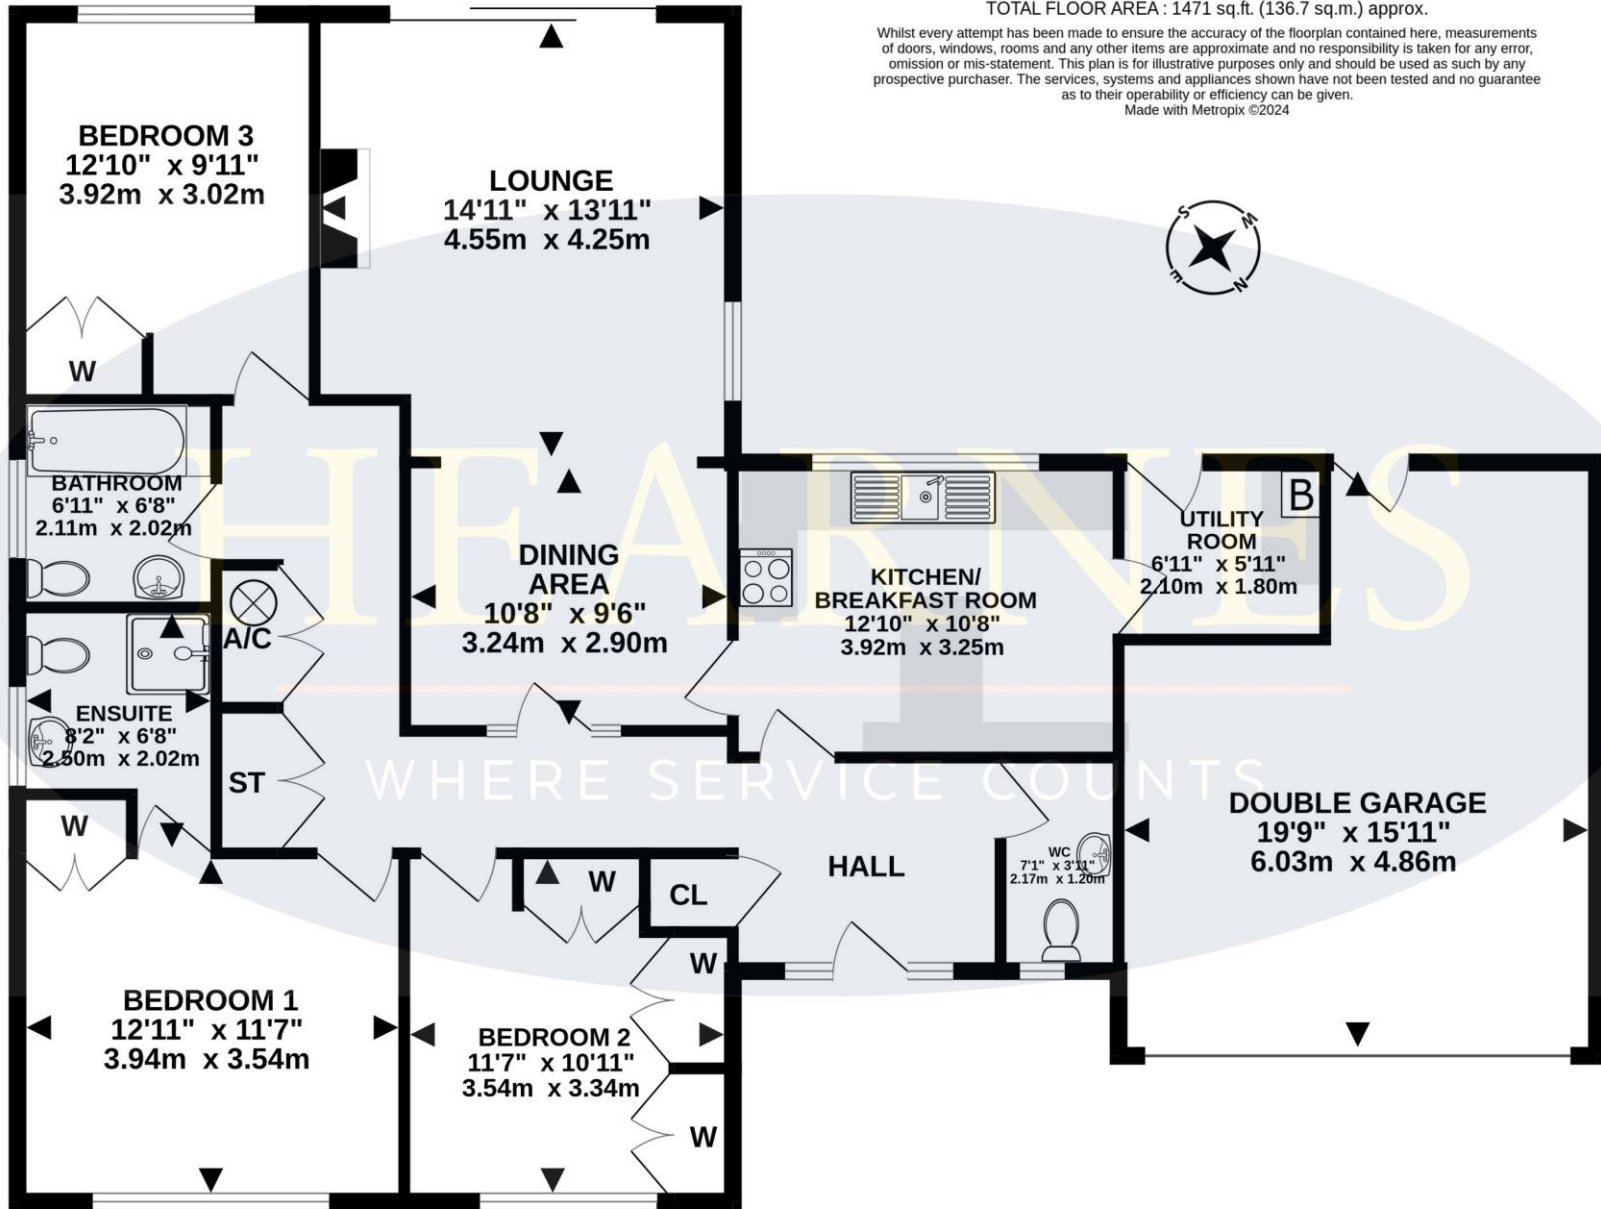 TOTAL FLOOR AREA : 1471 sq.ft. (136.7 sq.m.) approx.
Whilst every attempt has been made to ensure the accuracy of the floorplan contained here, measurements
of doors, windows, rooms and any other items are approximate and no responsibility is taken for any error,
omission or mis-statement. This plan is for illustrative purposes only and should be used as such by any
prospective purchaser. The services, systems and appliances shown have not been tested and no guarantee
as to their operability or efficiency can be given.
Made with Metropix ©2024
BEDROOM 3
12'10" x 9'11"
3.92m x 3.02m
LOUNGE
14'11" x 13'11"
4.55m x 4.25m
S
W
E
N
W
HEARNES
BATHROOM
6'11" x 6'8"
2.11m x 2.02m
DINING
AREA
10'8" x 9'6"
3.24m x 2.90m
KITCHEN/
BREAKFAST ROOM
12'10" x 10'8"
3.92m x 3.25m
B
UTILITY
ROOM
6'11" x 5'11"
2.10m x 1.80m
A/C
ENSUITE
8'2" x 6'8"
2.50m x 2.02m
ST
WHERE SERVICE COUNTS
W
DOUBLE GARAGE
19'9" x 15'11"
6.03m x 4.86m
HALL
WC
7'1" x 3'11"
2.17m x 1.20m
W
CL
W
BEDROOM 1
12'11" x 11'7"
3.94m x 3.54m
BEDROOM 2
11'7" x 10'11"
3.54m x 3.34m
W